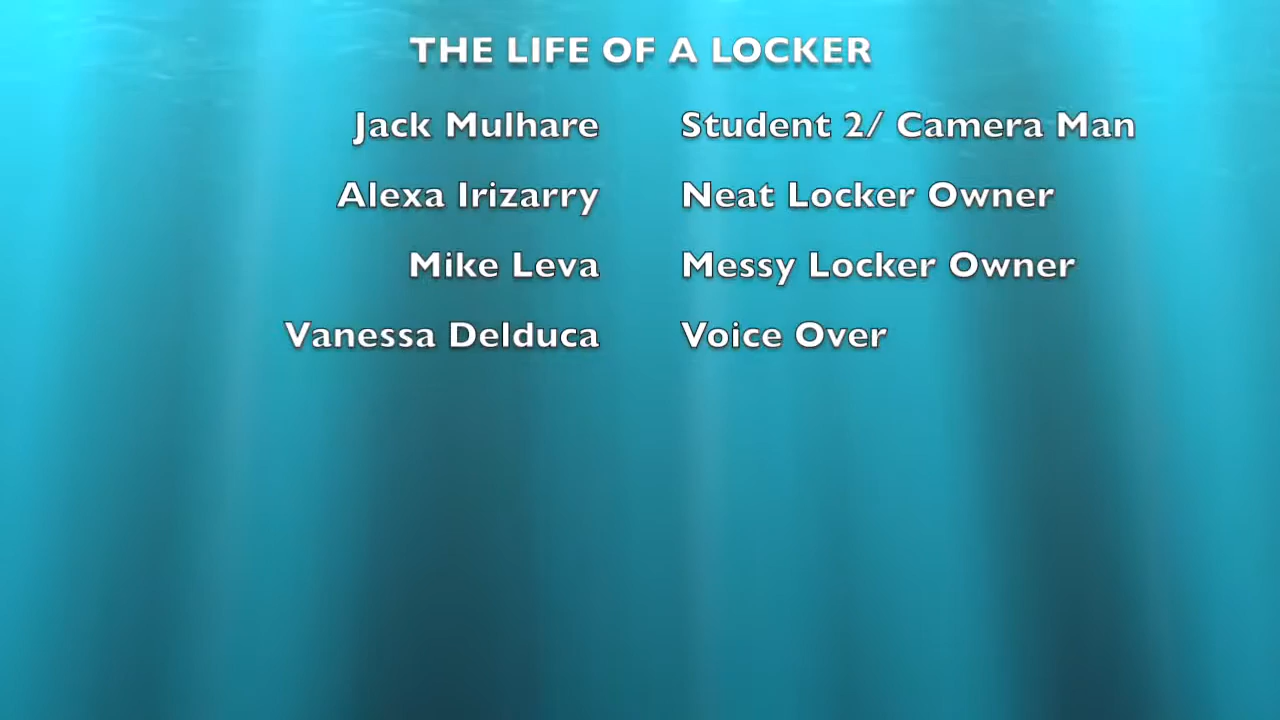 THE LIFE OF A LOCKER
Jack Mulhare Student 2/ Camera Man
Alexa Irizarry Neat Locker Owner
Mike Leva Messy Locker Owner
Vanessa Delduca Voice Over